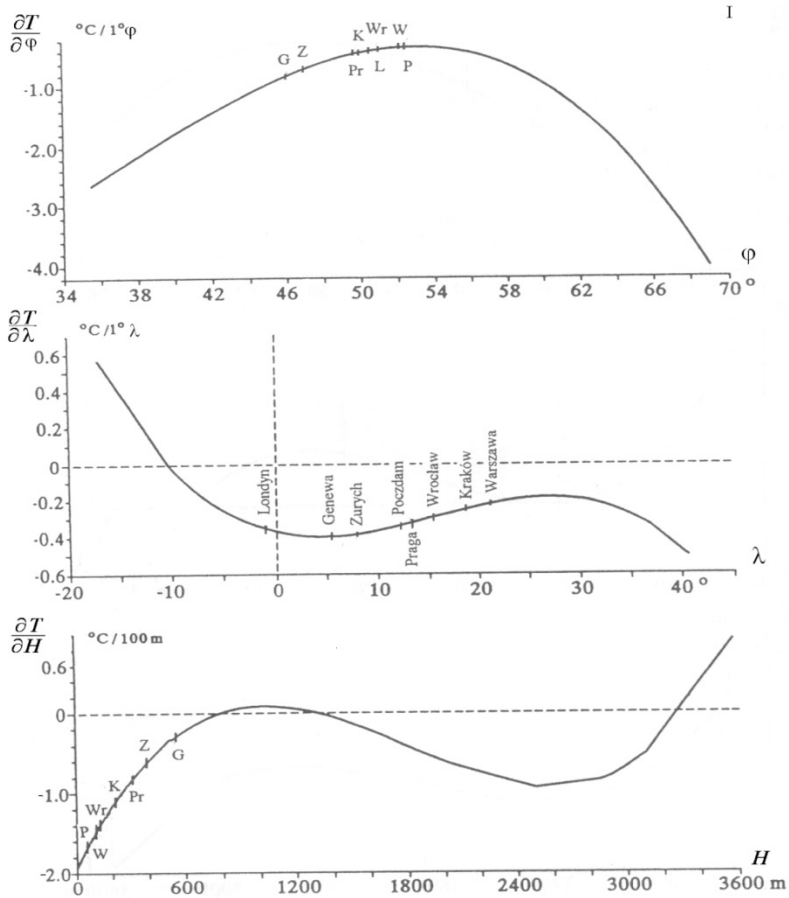 I
∂T
∂φ
°C / 1°φ
K Wr W
G Z
Pr L P
-1.0
-2.0
-3.0
-4.0
34 38 42 46 50 54 58 62 66 70 °
φ
∂T
∂λ
°C /1° λ
0.6
0.4
0.2
0
-0.2
-0.4
-0.6
Londyn
Genewa
Zurych
Poczdam
Praga
Wrocław
Kraków
Warszawa
-20 -10 0 10 20 30 40 °
λ
∂T
∂H
°C / 100 m
0.6
0
-1.0
-2.0
Z
G
K
Pr
Wr
P
W
0 600 1200 1800 2400 3000 3600 m
H